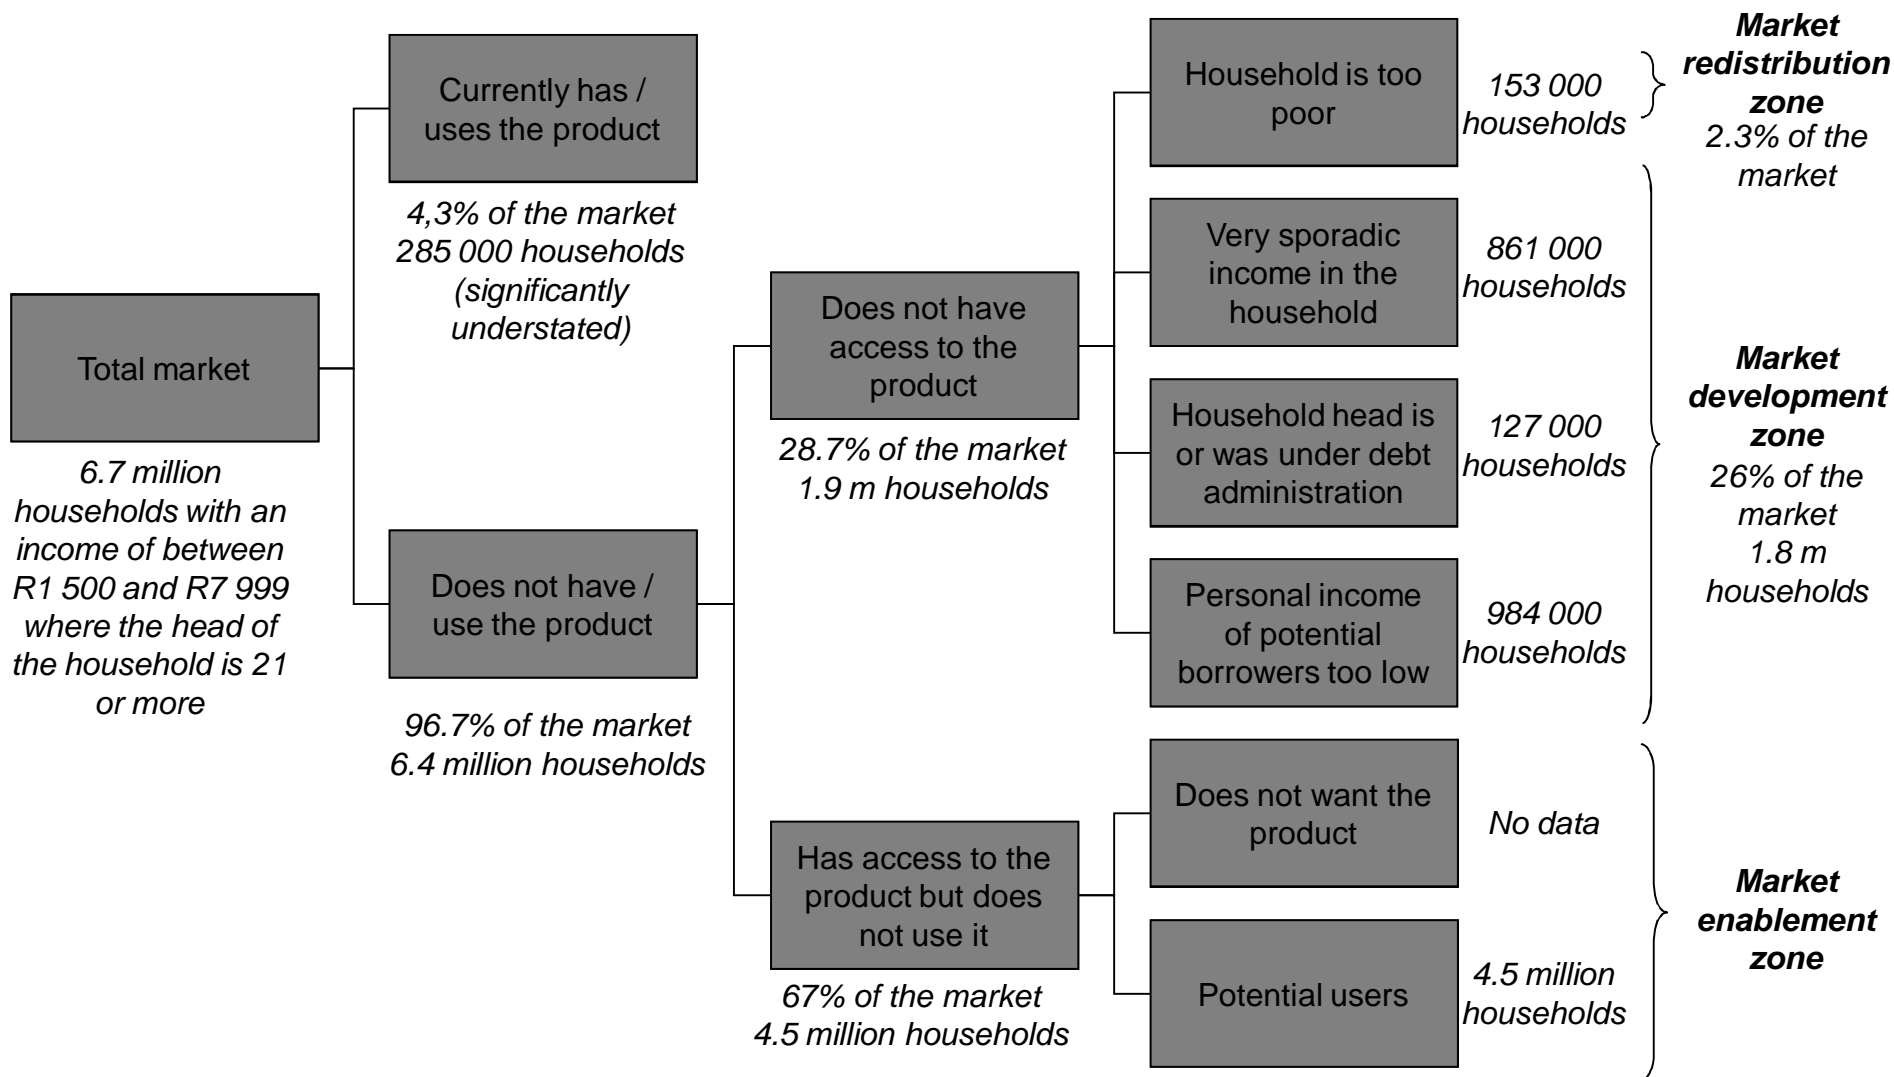 Total market
6.7 million
households with an
income of between
R1 500 and R7 999
where the head of
the household is 21
or more
Currently has /
uses the product
4,3% of the market
285 000 households
(significantly
understated)
Does not have /
use the product
96.7% of the market
6.4 million households
Does not have
access to the
product
28.7% of the market
1.9 m households
Has access to the
product but does
not use it
67% of the market
4.5 million households
Household is too
poor
153 000
households
Very sporadic
income in the
household
861 000
households
Household head is
or was under debt
administration
127 000
households
Personal income
of potential
borrowers too low
984 000
households
Does not want the
product
No data
Potential users
4.5 million
households
Market
redistribution
zone
2.3% of the
market
Market
development
zone
26% of the
market
1.8 m
households
Market
enablement
zone